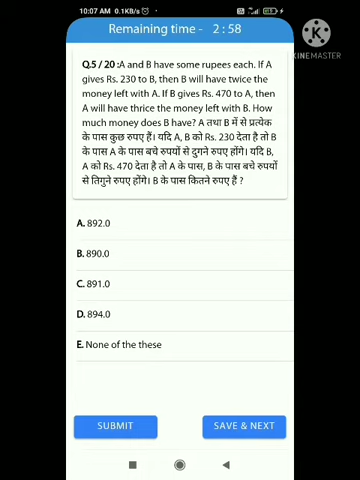 10:07 AM 0.1KB/s
Remaining time - 2 : 58
KINEMASTER
Q.5 / 20 :A and B have some rupees each. If A
gives Rs. 230 to B, then B will have twice the
money left with A. If B gives Rs. 470 to A, then
A will have thrice the money left with B. How
much money does B have? A तथा B में से प्रत्येक
के पास कुछ रुपए हैं। यदि A, B को Rs. 230 देता है तो B
के पास A के पास बचे रुपयों से दुगने रुपए होंगे। यदि B,
A को Rs. 470 देता है तो A के पास, B के पास बचे रुपयों
से तिगुने रुपए होंगे। B के पास कितने रुपए हैं ?
A. 892.0
B. 890.0
C. 891.0
D. 894.0
E. None of the these
SUBMIT
SAVE & NEXT